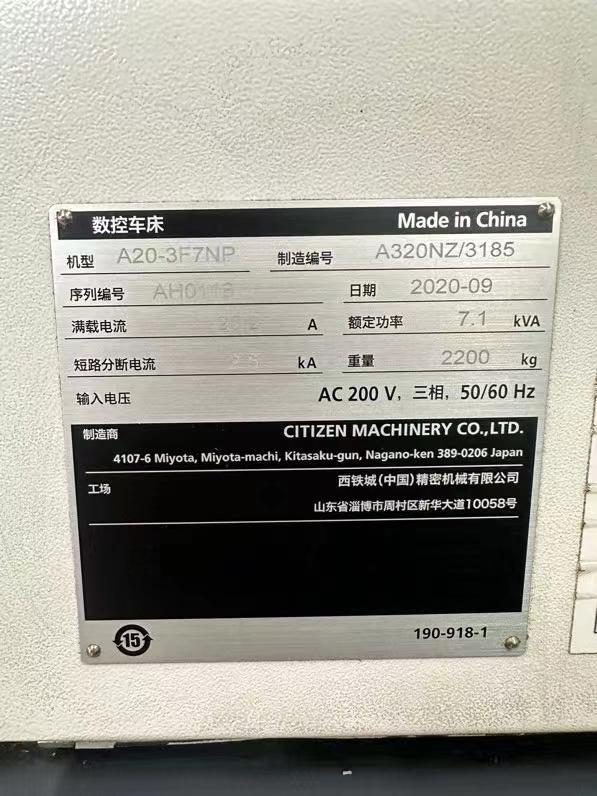 数控车床 Made in China
机型 A20-3F7NP 制造编号 A320NZ/3185
序列编号 日期 2020-09
满载电流 A 额定功率 7.1 kVA
短路分断电流 kA 重量 2200 kg
输入电压 AC 200 V，三相，50/60 Hz
制造商 CITIZEN MACHINERY CO.,LTD.
4107-6 Miyota, Miyota-machi, Kitasaku-gun, Nagano-ken 389-0206 Japan
工场 西铁城(中国)精密机械有限公司
山东省淄博市周村区新华大道10058号
15 190-918-1